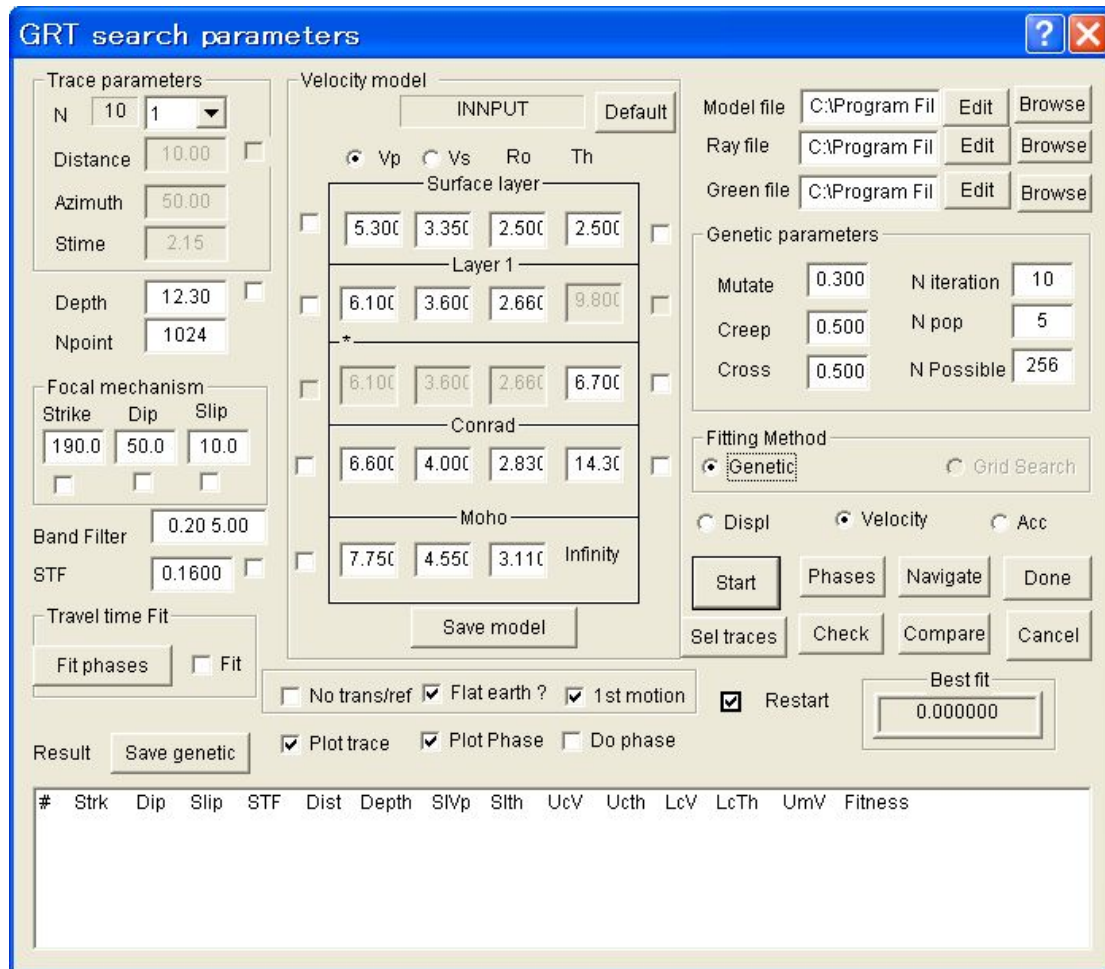 GRT search parameters
Trace parameters
N 10 1
Distance 10.00
Azimuth 50.00
Stime 2.15
Depth 12.30
Npoint 1024
Focal mechanism
Strike Dip Slip
190.0 50.0 10.0
Band Filter 0.20 5.00
STF 0.1600
Travel time Fit
Fit phases Fit
Velocity model
INNPUT Default
Vp Vs Ro Th
Surface layer
5.300 3.350 2.500 2.500
Layer 1
6.100 3.600 2.660 9.800
*
6.100 3.600 2.660 6.700
Conrad
6.600 4.000 2.830 14.30
Moho
7.750 4.550 3.110 Infinity
Save model
Model file C:\Program Fil Edit Browse
Ray file C:\Program Fil Edit Browse
Green file C:\Program Fil Edit Browse
Genetic parameters
Mutate 0.300 N iteration 10
Creep 0.500 N pop 5
Cross 0.500 N Possible 256
Fitting Method
Genetic Grid Search
Displ Velocity Acc
Start Phases Navigate Done
Sel traces Check Compare Cancel
No trans/ref Flat earth ? 1st motion Restart
Best fit
0.000000
Result Save genetic Plot trace Plot Phase Do phase
# Strk Dip Slip STF Dist Depth SlVp Slth UcV Ucth LcV LcTh UmV Fitness